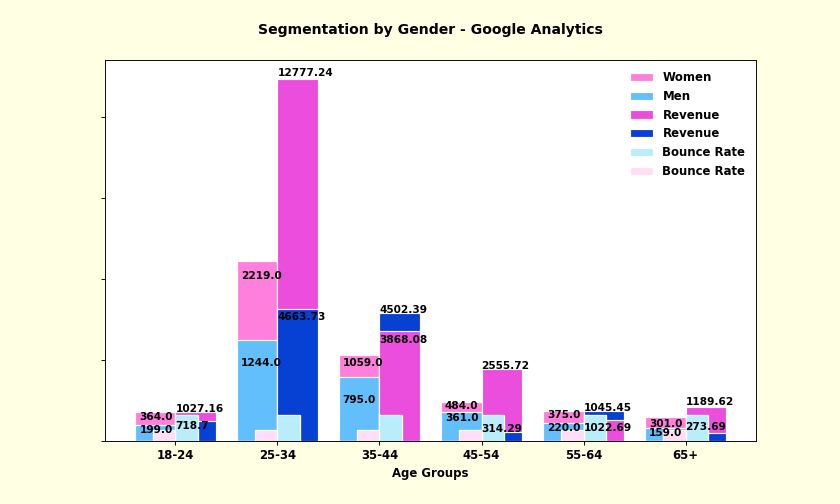 Segmentation by Gender - Google Analytics
12777.24
Women
Men
Revenue
Revenue
Bounce Rate
Bounce Rate
2219.0
4663.73
4502.39
3868.08
1244.0
1059.0
2555.72
795.0
1189.62
484.0
1027.16
1045.45
364.0
375.0
361.0
301.0
718.7
273.69
199.0
314.29
220.0
1022.69
159.0
18-24 25-34 35-44 45-54 55-64 65+
Age Groups